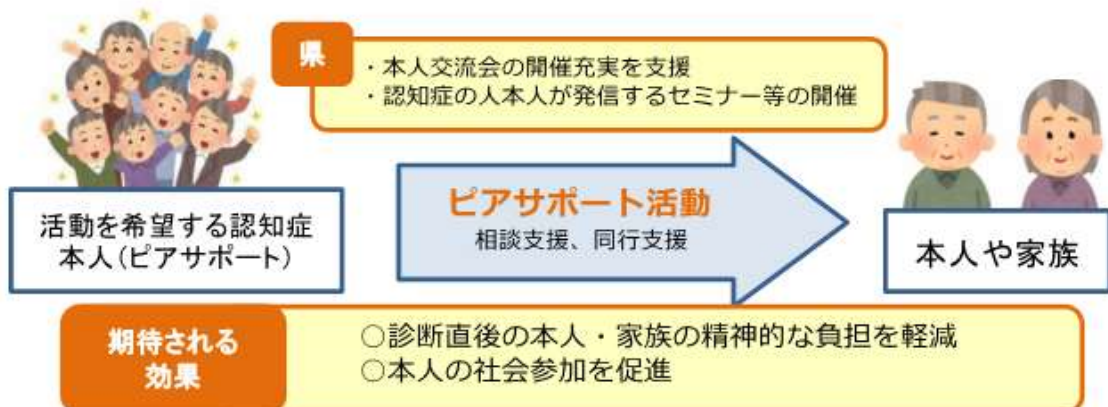 県
・本人交流会の開催充実を支援
・認知症の人本人が発信するセミナー等の開催
活動を希望する認知症
本人(ピアサポート)
ピアサポート活動
相談支援、同行支援
本人や家族
期待される
効果
○診断直後の本人・家族の精神的な負担を軽減
○本人の社会参加を促進